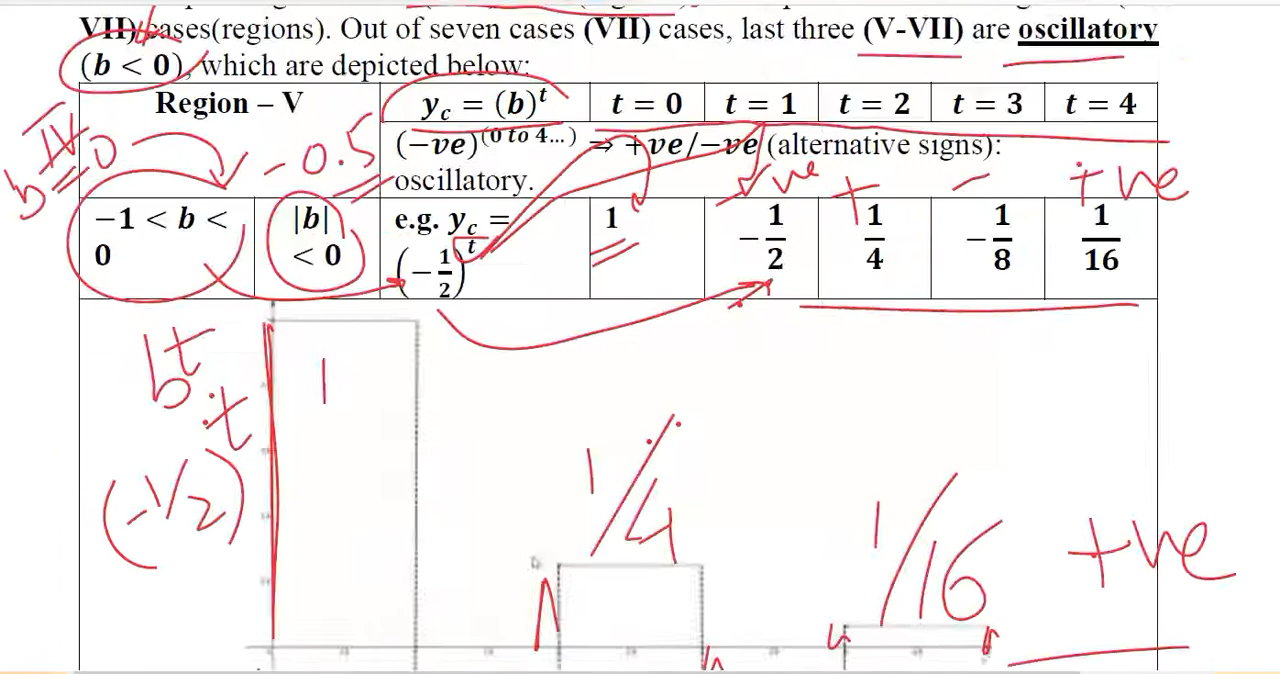 VII) cases(regions). Out of seven cases (VII) cases, last three (V-VII) are oscillatory
(b < 0), which are depicted below:
Region – V y_c = (b)^t t = 0 t = 1 t = 2 t = 3 t = 4
(−ve)^(0 to 4…) ⇒ +ve/−ve (alternative signs):
oscillatory.
IV
b = 0
- 0.5
-ve + - +ve
−1 < b < 0 |b| < 0 e.g. y_c = (−1/2)^t 1 −1/2 1/4 −1/8 1/16
b^t
(-1/2)^t
1
1/4
1/16
+ve